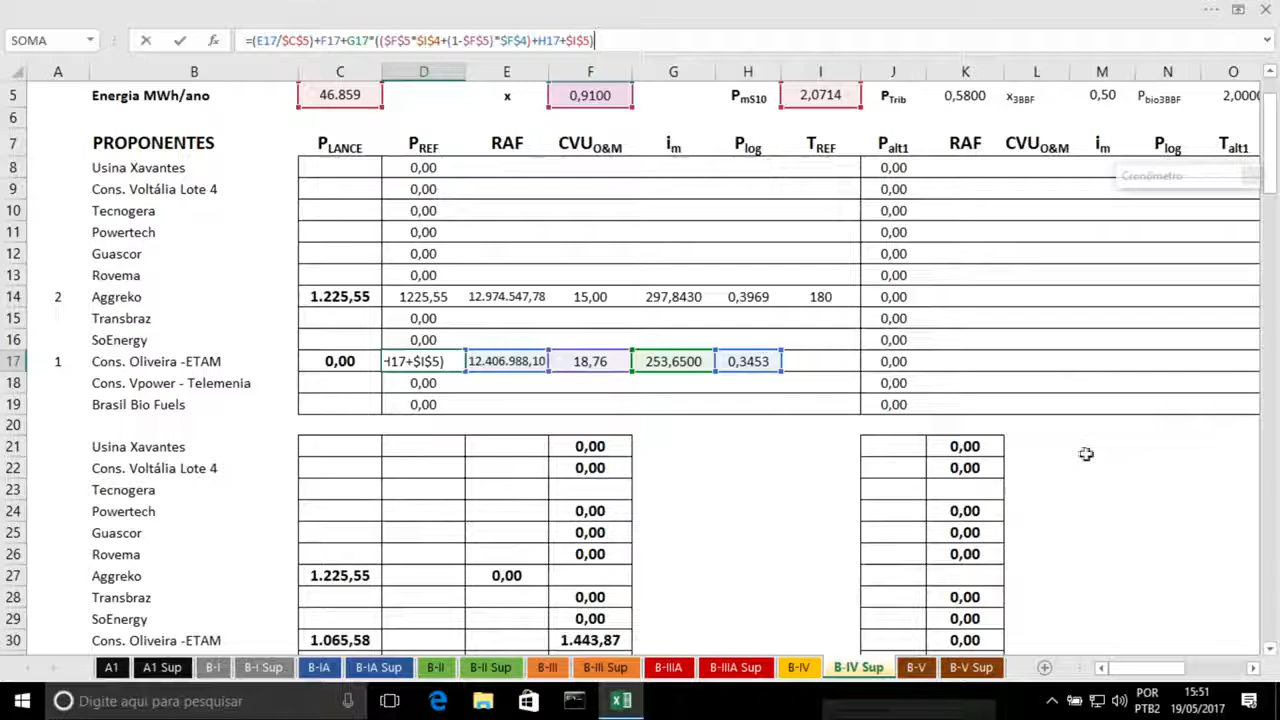 SOMA =(E17/$C$5)+F17+G17*(($F$5*$I$4+(1-$F$5)*$F$4)+H17+$I$5)
A B C D E F G H I J K L M N O
5 Energia MWh/ano 46.859 x 0,9100 PmS10 2,0714 PTrib 0,5800 x3BBF 0,50 Pbio3BBF 2,0000
6
7 PROPONENTES PLANCE PREF RAF CVUO&M im Plog TREF Palt1 RAF CVUO&M im Plog Talt1
8 Usina Xavantes 0,00 0,00
Cronômetro
9 Cons. Voltália Lote 4 0,00 0,00
10 Tecnogera 0,00 0,00
11 Powertech 0,00 0,00
12 Guascor 0,00 0,00
13 Rovema 0,00 0,00
14 2 Aggreko 1.225,55 1225,55 12.974.547,78 15,00 297,8430 0,3969 180 0,00
15 Transbraz 0,00 0,00
16 SoEnergy 0,00 0,00
17 1 Cons. Oliveira -ETAM 0,00 H17+$I$5) 12.406.988,10 18,76 253,6500 0,3453 0,00
18 Cons. Vpower - Telemenia 0,00 0,00
19 Brasil Bio Fuels 0,00 0,00
20
21 Usina Xavantes 0,00 0,00
22 Cons. Voltália Lote 4 0,00 0,00
23 Tecnogera
24 Powertech 0,00 0,00
25 Guascor 0,00 0,00
26 Rovema 0,00 0,00
27 Aggreko 1.225,55 0,00
28 Transbraz 0,00 0,00
29 SoEnergy 0,00 0,00
30 Cons. Oliveira -ETAM 1.065,58 1.443,87 0,00
A1 A1 Sup B-I B-I Sup B-IA B-IA Sup B-II B-II Sup B-III B-III Sup B-IIIA B-IIIA Sup B-IV B-IV Sup B-V B-V Sup
Digite aqui para pesquisar POR 15:51
PTB2 19/05/2017